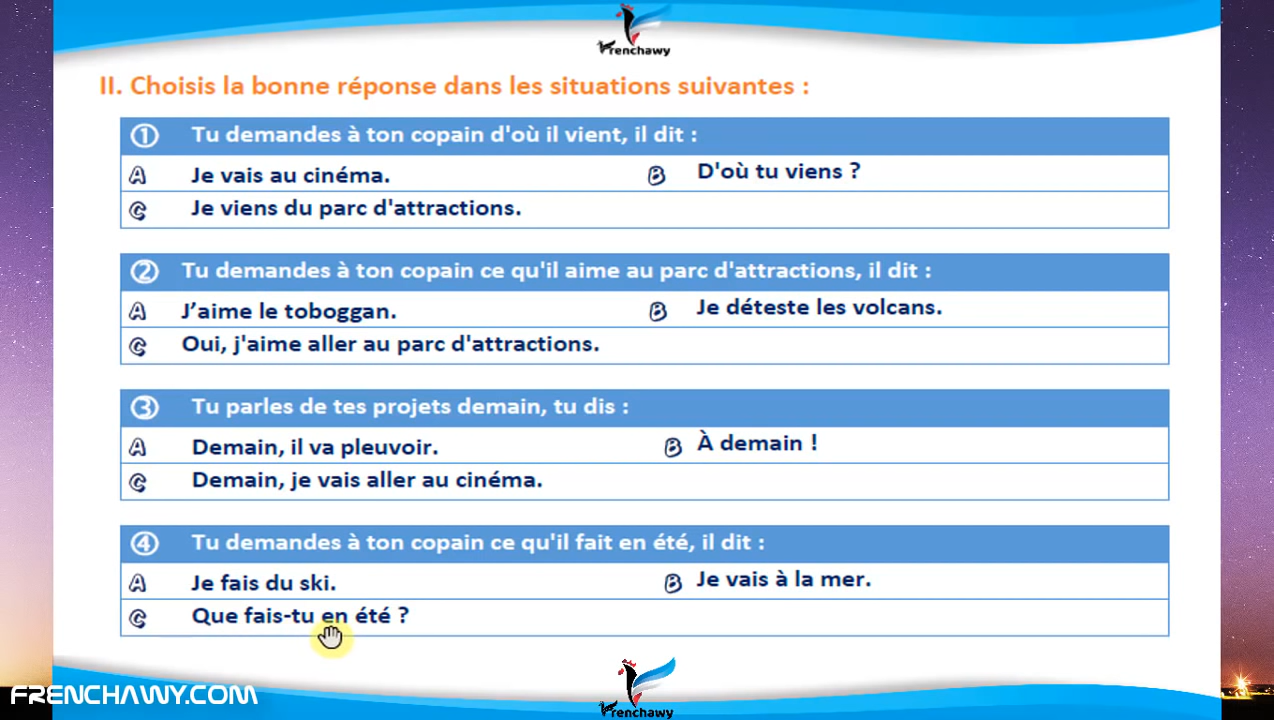 Frenchawy
II. Choisis la bonne réponse dans les situations suivantes :
1 Tu demandes à ton copain d'où il vient, il dit :
A Je vais au cinéma. B D'où tu viens ?
C Je viens du parc d'attractions.
2 Tu demandes à ton copain ce qu'il aime au parc d'attractions, il dit :
A J’aime le toboggan. B Je déteste les volcans.
C Oui, j'aime aller au parc d'attractions.
3 Tu parles de tes projets demain, tu dis :
A Demain, il va pleuvoir. B À demain !
C Demain, je vais aller au cinéma.
4 Tu demandes à ton copain ce qu'il fait en été, il dit :
A Je fais du ski. B Je vais à la mer.
C Que fais-tu en été ?
FRENCHAWY.COM
Frenchawy